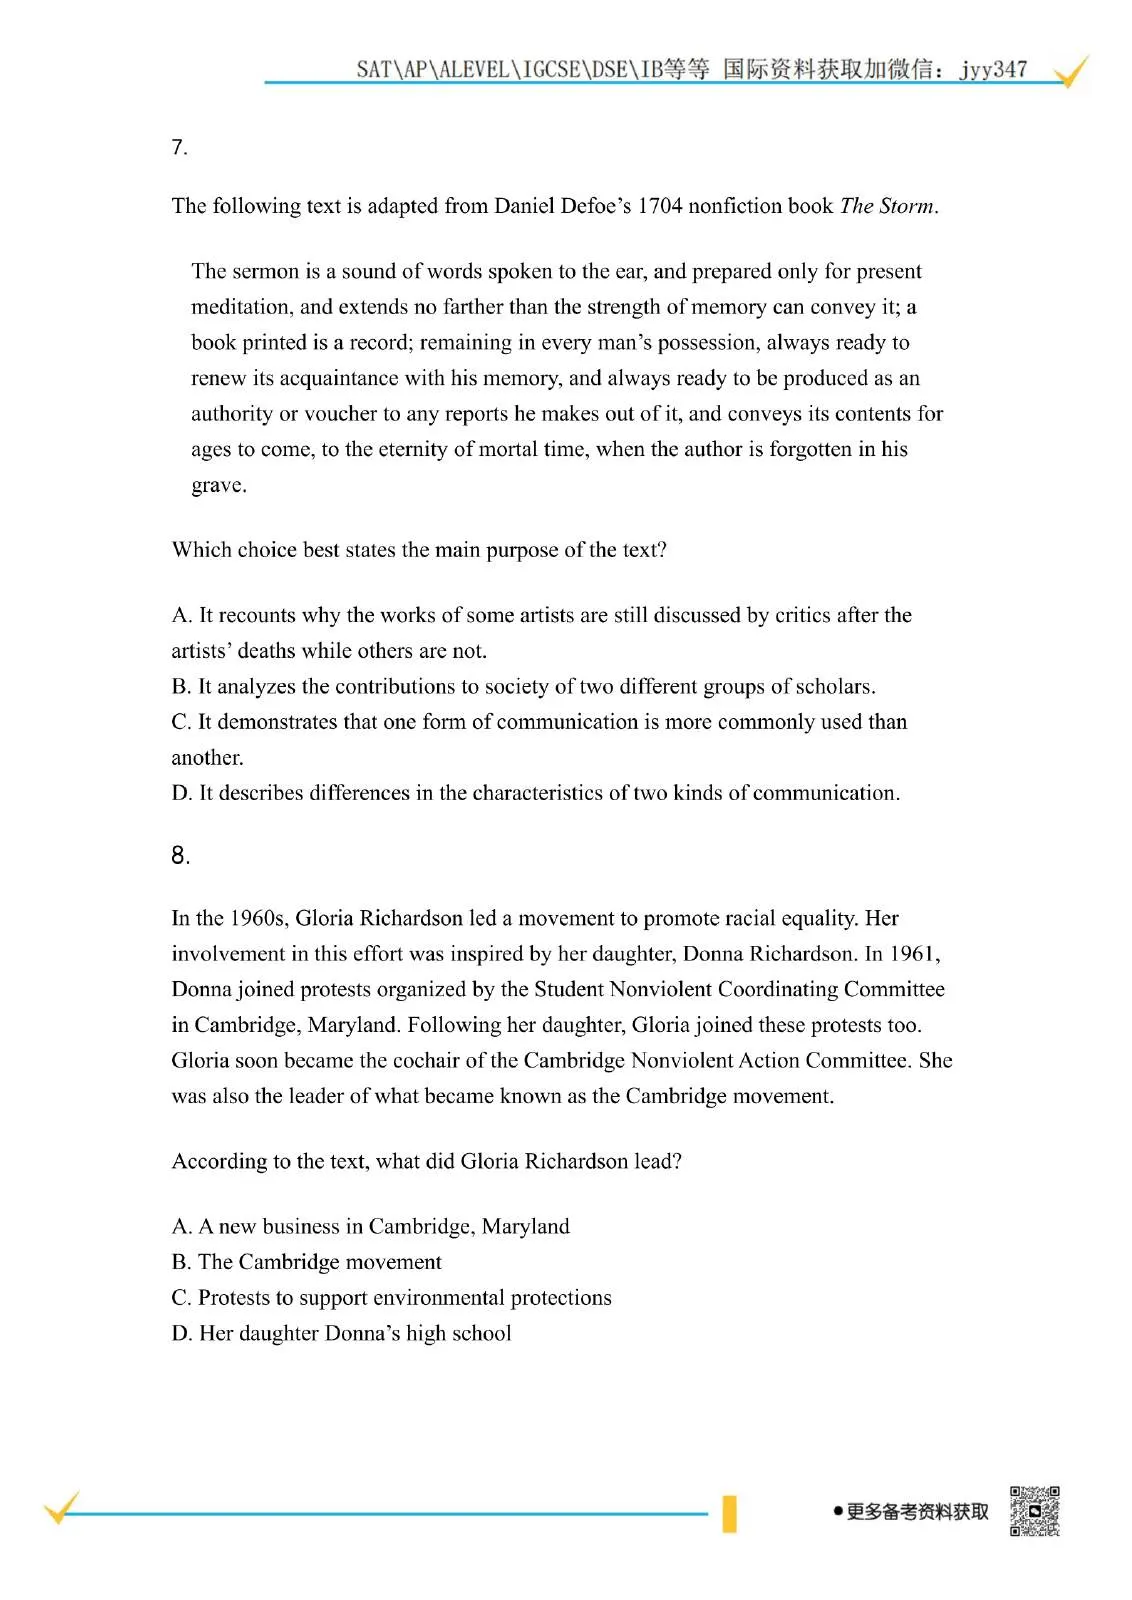 SAT\AP\ALEVEL\IGCSE\DSE\IB等等 国际资料获取加微信：jyy347
7.
The following text is adapted from Daniel Defoe’s 1704 nonfiction book The Storm.
The sermon is a sound of words spoken to the ear, and prepared only for present
meditation, and extends no farther than the strength of memory can convey it; a
book printed is a record; remaining in every man’s possession, always ready to
renew its acquaintance with his memory, and always ready to be produced as an
authority or voucher to any reports he makes out of it, and conveys its contents for
ages to come, to the eternity of mortal time, when the author is forgotten in his
grave.
Which choice best states the main purpose of the text?
A. It recounts why the works of some artists are still discussed by critics after the
artists’ deaths while others are not.
B. It analyzes the contributions to society of two different groups of scholars.
C. It demonstrates that one form of communication is more commonly used than
another.
D. It describes differences in the characteristics of two kinds of communication.
8.
In the 1960s, Gloria Richardson led a movement to promote racial equality. Her
involvement in this effort was inspired by her daughter, Donna Richardson. In 1961,
Donna joined protests organized by the Student Nonviolent Coordinating Committee
in Cambridge, Maryland. Following her daughter, Gloria joined these protests too.
Gloria soon became the cochair of the Cambridge Nonviolent Action Committee. She
was also the leader of what became known as the Cambridge movement.
According to the text, what did Gloria Richardson lead?
A. A new business in Cambridge, Maryland
B. The Cambridge movement
C. Protests to support environmental protections
D. Her daughter Donna’s high school
●更多备考资料获取